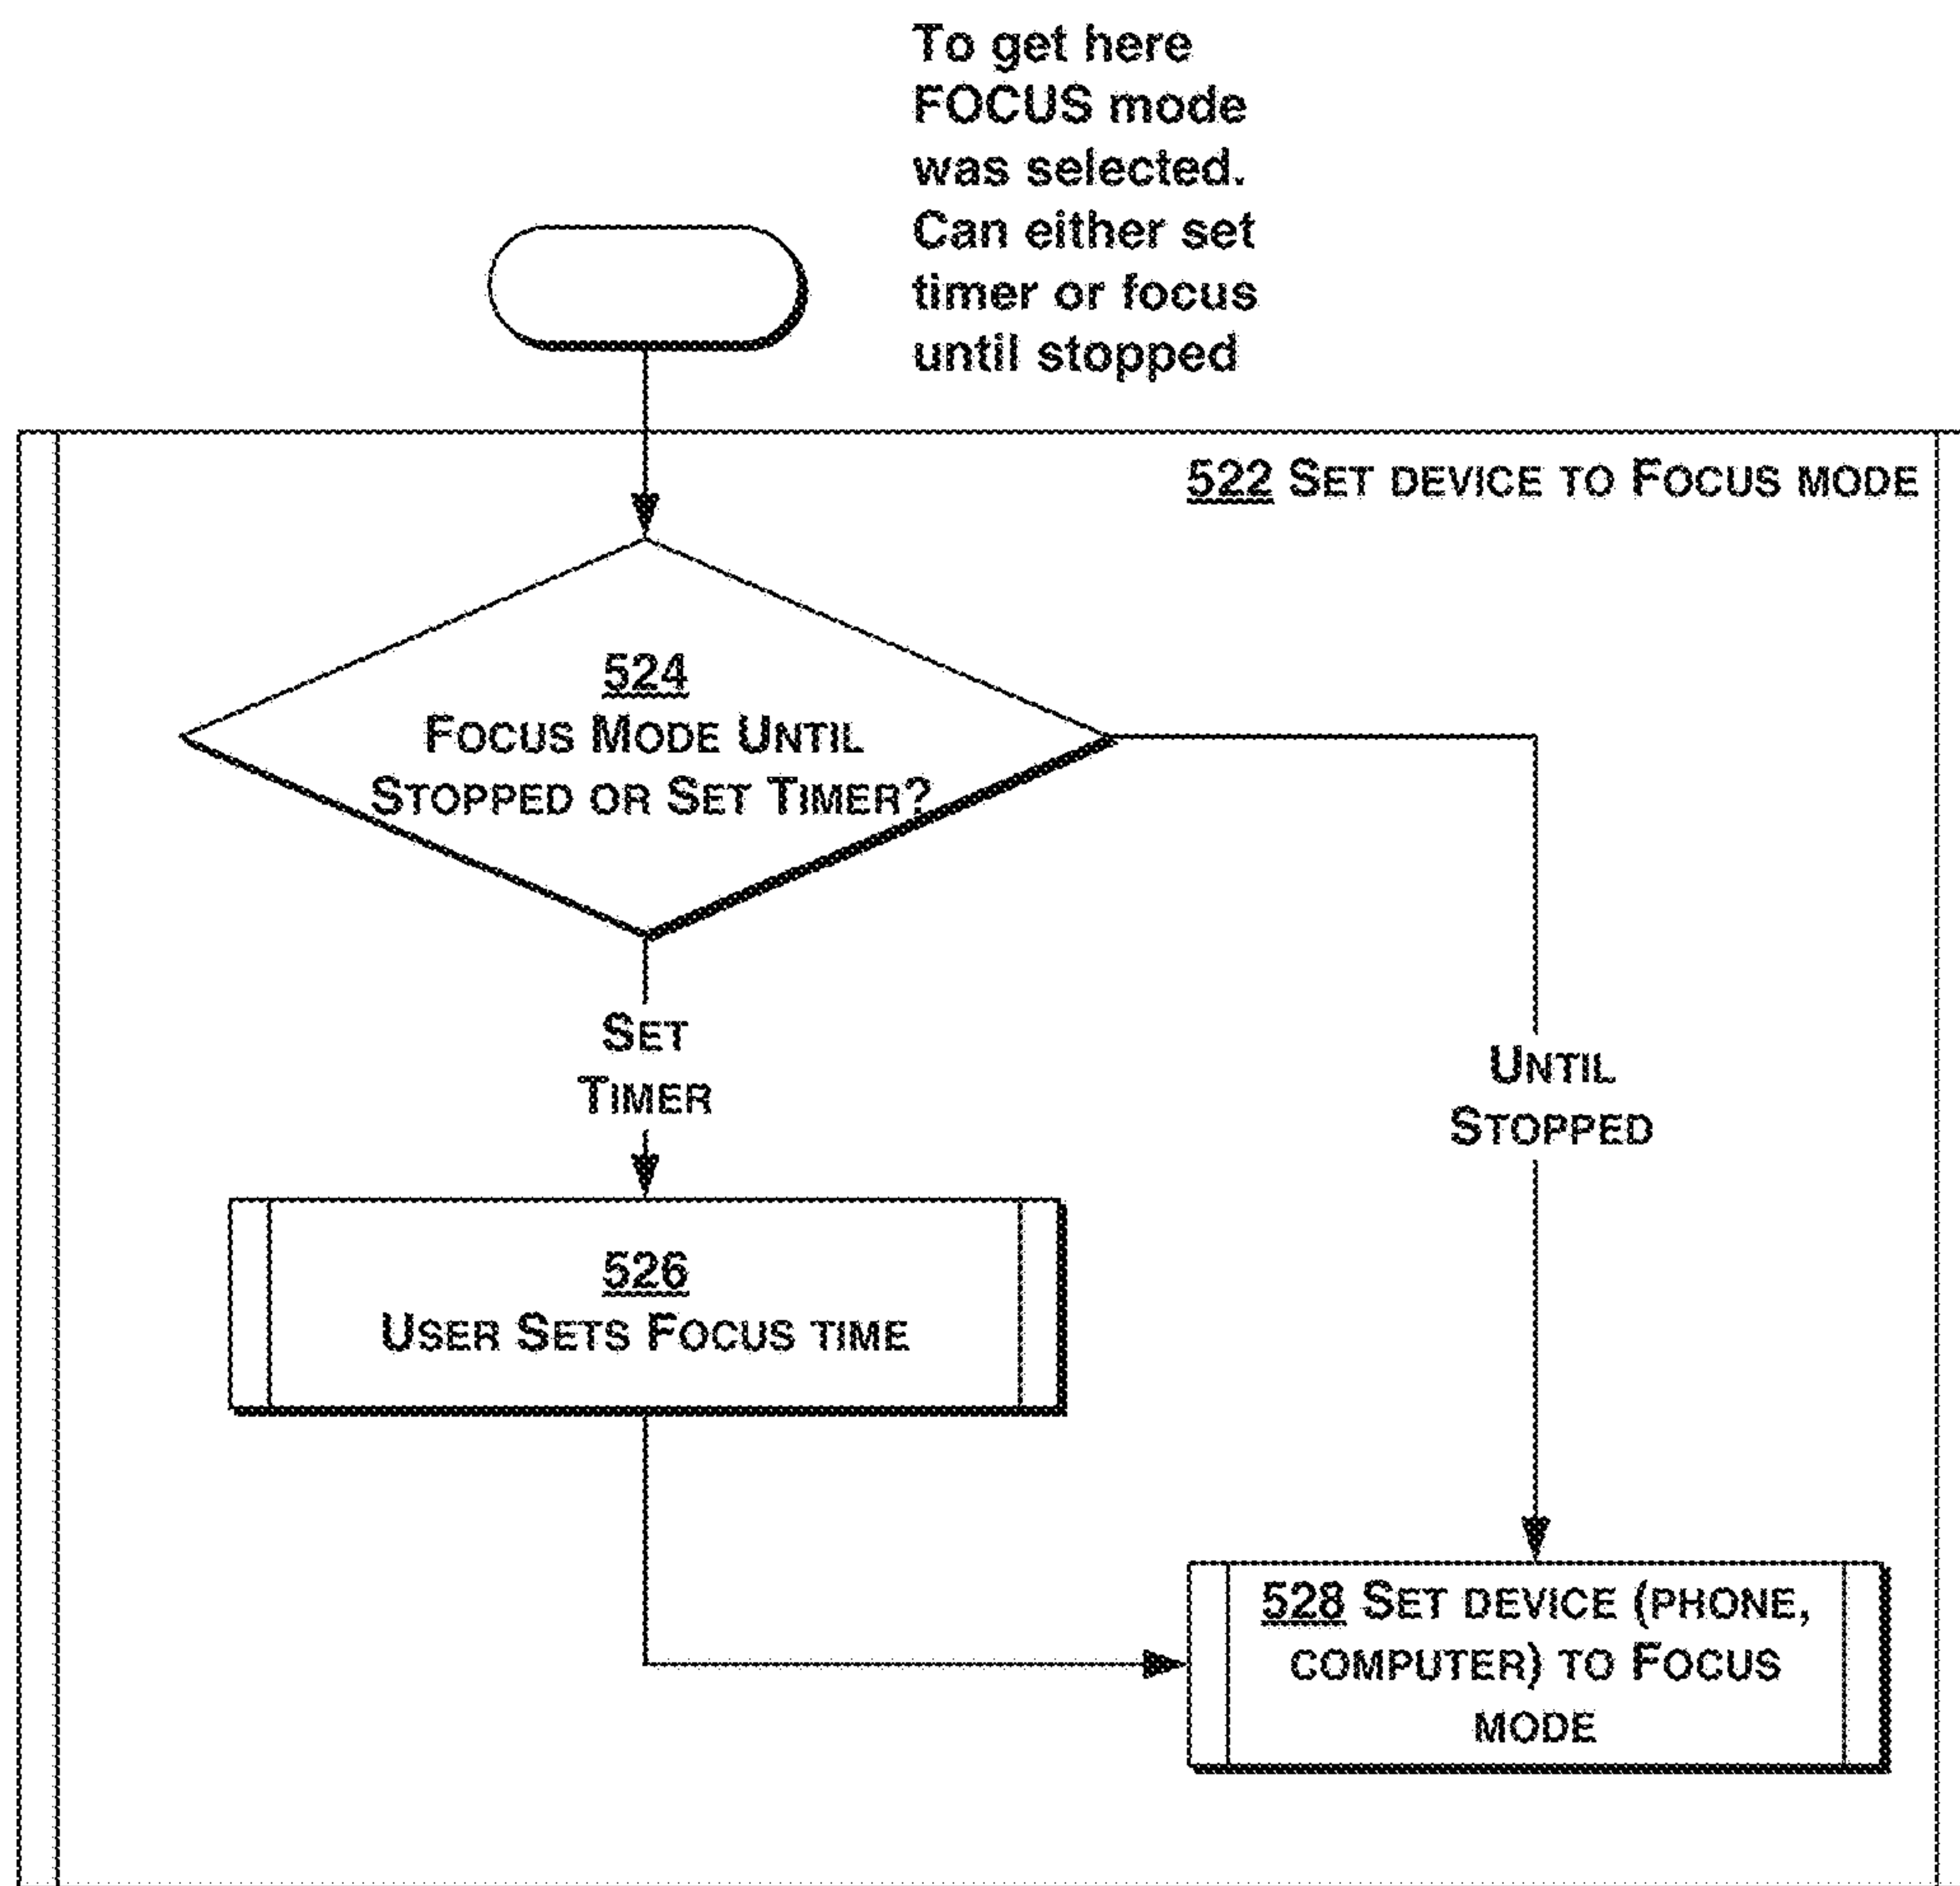 To get here
FOCUS mode
was selected.
Can either set
timer or focus
until stopped
522 SET DEVICE TO FOCUS MODE
524
FOCUS MODE UNTIL
STOPPED OR SET TIMER?
SET
TIMER
UNTIL
STOPPED
526
USER SETS FOCUS TIME
528 SET DEVICE (PHONE,
COMPUTER) TO FOCUS
MODE